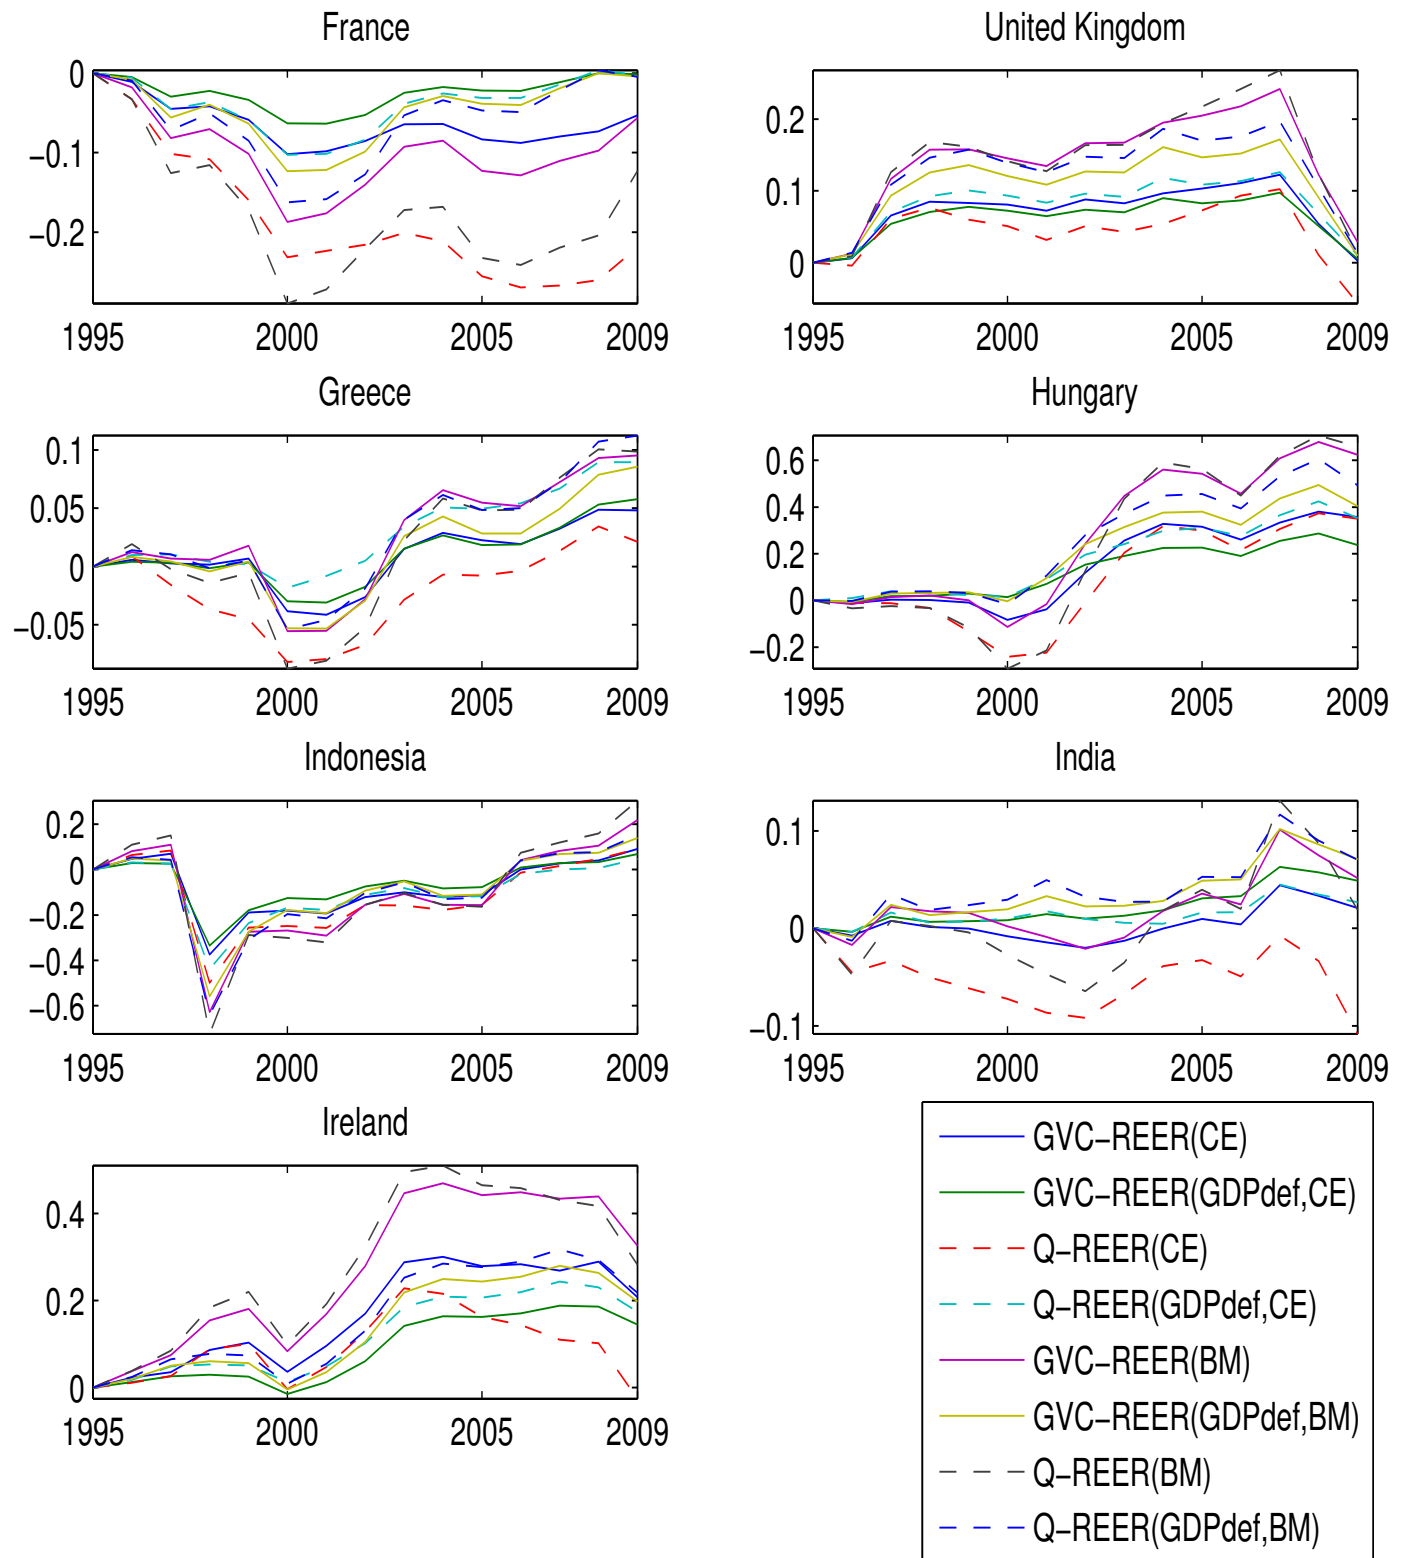 France
United Kingdom
0
−0.1
−0.2
1995 2000 2005 2009
0.2
0.1
0
1995 2000 2005 2009
Greece
Hungary
0.1
0.05
0
−0.05
1995 2000 2005 2009
0.6
0.4
0.2
0
−0.2
1995 2000 2005 2009
Indonesia
India
0.2
0
−0.2
−0.4
−0.6
1995 2000 2005 2009
0.1
0
−0.1
1995 2000 2005 2009
Ireland
0.4
0.2
0
1995 2000 2005 2009
GVC−REER(CE)
GVC−REER(GDPdef,CE)
Q−REER(CE)
Q−REER(GDPdef,CE)
GVC−REER(BM)
GVC−REER(GDPdef,BM)
Q−REER(BM)
Q−REER(GDPdef,BM)